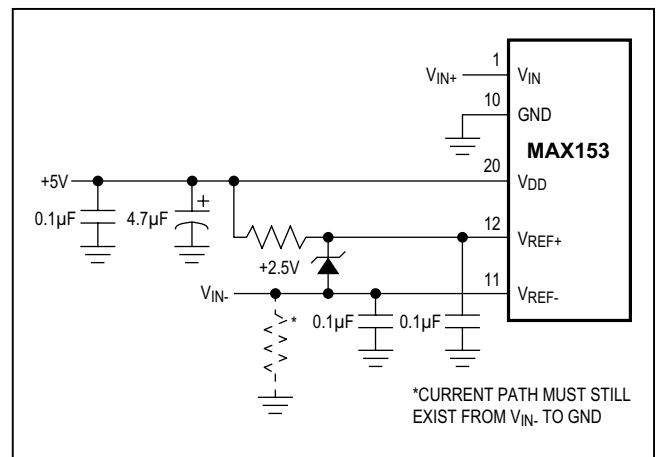 1
VIN+ VIN
10
GND
MAX153
+5V 20 VDD
0.1µF 4.7µF + 12 VREF+
+2.5V
VIN- 11 VREF-
* 0.1µF 0.1µF
*CURRENT PATH MUST STILL
EXIST FROM VIN- TO GND